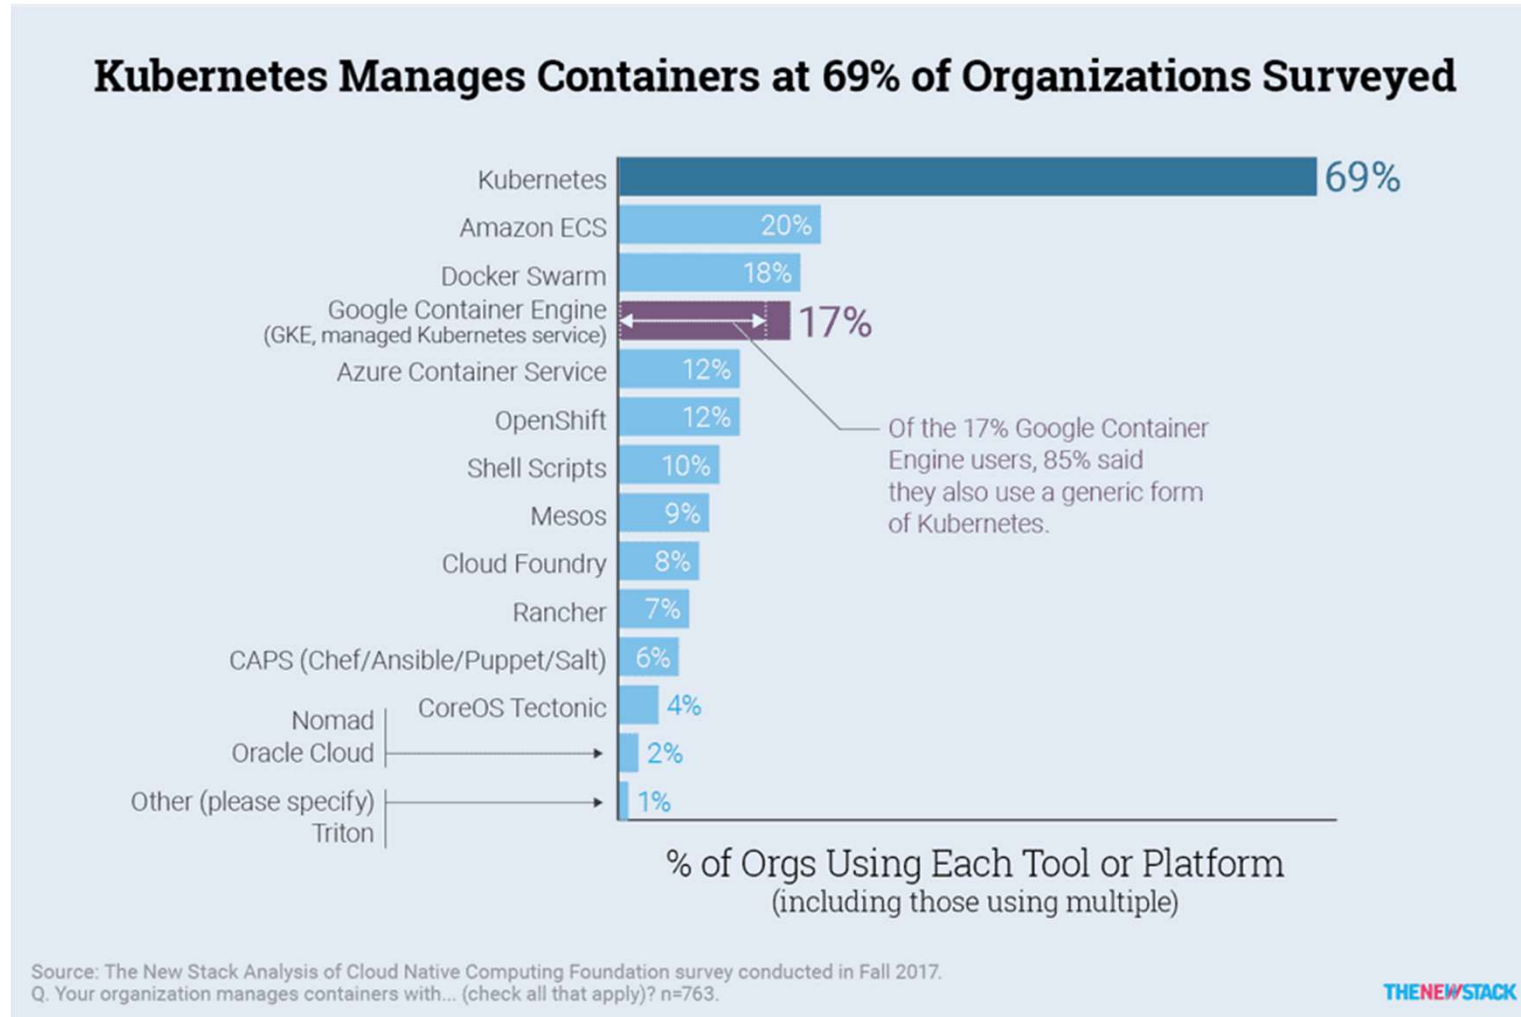 Kubernetes Manages Containers at 69% of Organizations Surveyed
Kubernetes 69%
Amazon ECS 20%
Docker Swarm 18%
Google Container Engine
(GKE, managed Kubernetes service) 17%
Azure Container Service 12%
OpenShift 12%
Of the 17% Google Container
Engine users, 85% said
they also use a generic form
of Kubernetes.
Shell Scripts 10%
Mesos 9%
Cloud Foundry 8%
Rancher 7%
CAPS (Chef/Ansible/Puppet/Salt) 6%
CoreOS Tectonic 4%
Nomad
Oracle Cloud 2%
Other (please specify) 1%
Triton
% of Orgs Using Each Tool or Platform
(including those using multiple)
Source: The New Stack Analysis of Cloud Native Computing Foundation survey conducted in Fall 2017.
Q. Your organization manages containers with... (check all that apply)? n=763.
THENEWSTACK